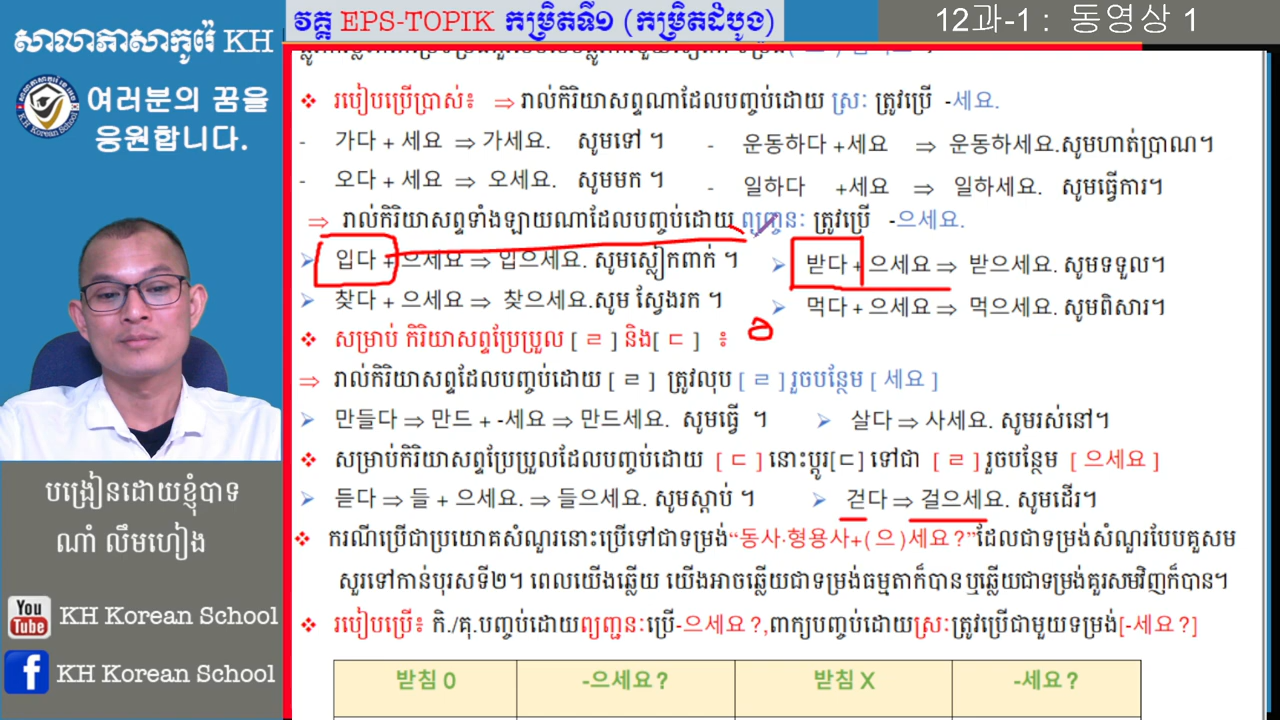 សាលាភាសាកូរ៉េ KH
វគ្គ EPS-TOPIK កម្រិតទី១ (កម្រិតដំបូង)
12과-1 : 동영상 1
여러분의 꿈을
응원합니다.
KH Korean School
❖ របៀបប្រើប្រាស់៖ ⇒ រាល់កិរិយាសព្ទណាដែលបញ្ចប់ដោយ ស្រៈ ត្រូវប្រើ -세요.
- 가다 + 세요 ⇒ 가세요. សូមទៅ ។ - 운동하다 +세요 ⇒ 운동하세요.សូមហាត់ប្រាណ។
- 오다 + 세요 ⇒ 오세요. សូមមក ។ - 일하다 +세요 ⇒ 일하세요. សូមធ្វើការ។
⇒ រាល់កិរិយាសព្ទទាំងឡាយណាដែលបញ្ចប់ដោយ ព្យញ្ជនៈ ត្រូវប្រើ -으세요.
➢ 입다 + 으세요 ⇒ 입으세요. សូមស្លៀកពាក់ ។ ➢ 받다 + 으세요 ⇒ 받으세요. សូមទទួល។
➢ 찾다 + 으세요 ⇒ 찾으세요.សូម ស្វែងរក ។ ➢ 먹다 + 으세요 ⇒ 먹으세요. សូមពិសារ។
❖ សម្រាប់ កិរិយាសព្ទប្រែប្រួល [ ㄹ ] និង[ ㄷ ] ៖
⇒ រាល់កិរិយាសព្ទដែលបញ្ចប់ដោយ [ ㄹ ] ត្រូវលុប [ ㄹ ] រួចបន្ថែម [ 세요 ]
➢ 만들다 ⇒ 만드 + -세요 ⇒ 만드세요. សូមធ្វើ ។ ➢ 살다 ⇒ 사세요. សូមរស់នៅ។
❖ សម្រាប់កិរិយាសព្ទប្រែប្រួលដែលបញ្ចប់ដោយ [ ㄷ ] នោះប្ដូរ[ㄷ] ទៅជា [ ㄹ ] រួចបន្ថែម [ 으세요 ]
➢ 듣다 ⇒ 들 + 으세요. ⇒ 들으세요. សូមស្ដាប់ ។ ➢ 걷다 ⇒ 걸으세요. សូមដើរ។
❖ ករណីប្រើជាប្រយោគសំណួរនោះប្រើទៅជាទម្រង់“동사·형용사+( 으 )세요?”ដែលជាទម្រង់សំណួរបែបគួសម
សួរទៅកាន់បុរសទី២។ ពេលយើងឆ្លើយ យើងអាចឆ្លើយជាទម្រង់ធម្មតាក៏បាន ឬឆ្លើយជាទម្រង់គួរសមវិញក៏បាន។
❖ របៀបប្រើ៖ កិ./គុ.បញ្ចប់ដោយព្យញ្ជនៈប្រើ-으세요?,ពាក្យបញ្ចប់ដោយស្រៈត្រូវប្រើជាមួយទម្រង់[-세요?]
받침 0 -으세요? 받침 X -세요?
បង្រៀនដោយខ្ញុំបាទ
ណាំ លឹមហៀង
You Tube KH Korean School
f KH Korean School